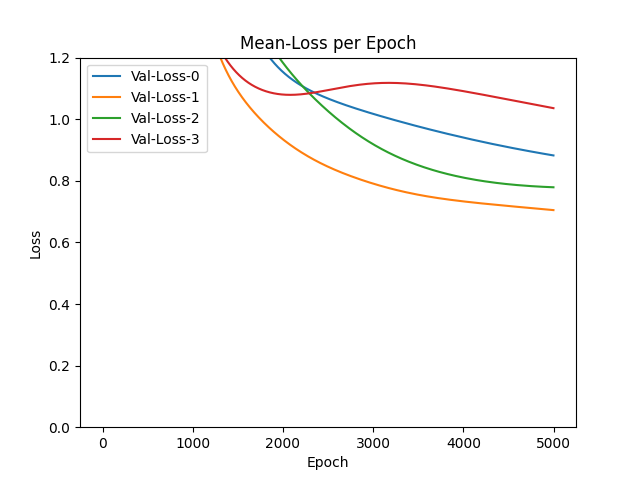 Mean-Loss per Epoch
1.2
1.0
0.8
0.6
0.4
0.2
0.0
Loss
Val-Loss-0
Val-Loss-1
Val-Loss-2
Val-Loss-3
0 1000 2000 3000 4000 5000
Epoch